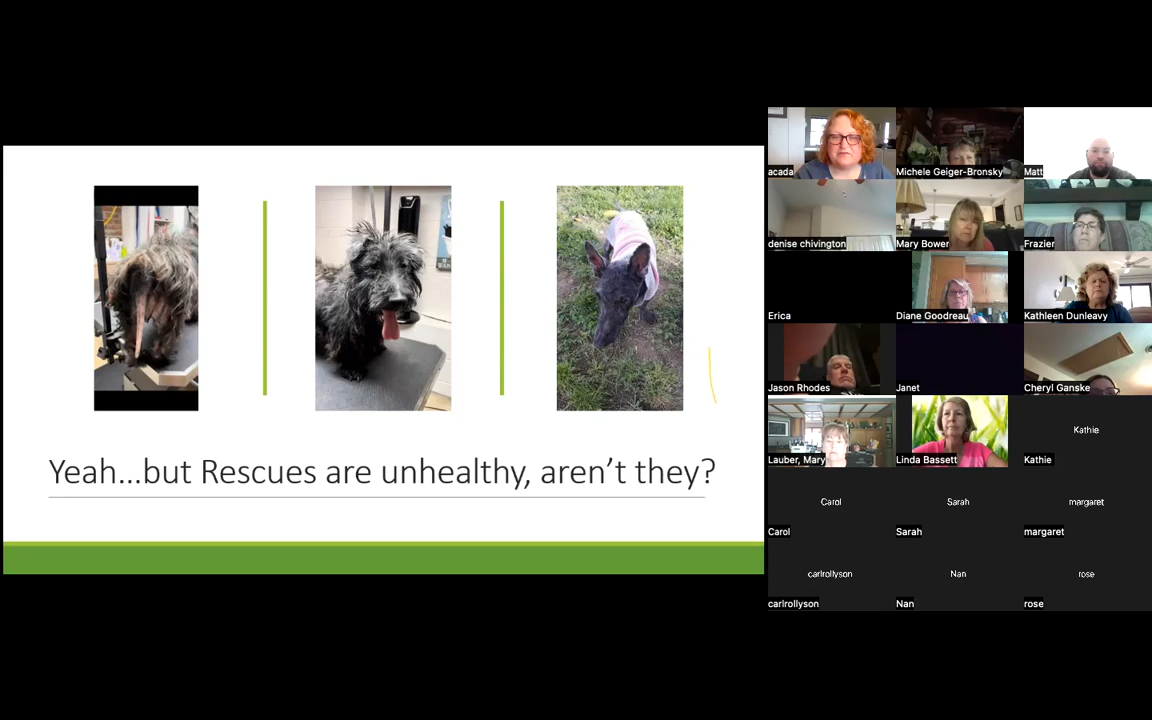 Yeah...but Rescues are unhealthy, aren't they?
acada
Michele Geiger-Bronsky
Matt
denise chivington
Mary Bower
Frazier
Erica
Diane Goodreau
Kathleen Dunleavy
Jason Rhodes
Janet
Cheryl Ganske
Lauber, Mary
Linda Bassett
Kathie
Kathie
Carol
Sarah
margaret
Carol
Sarah
margaret
carlrollyson
Nan
rose
carlrollyson
Nan
rose